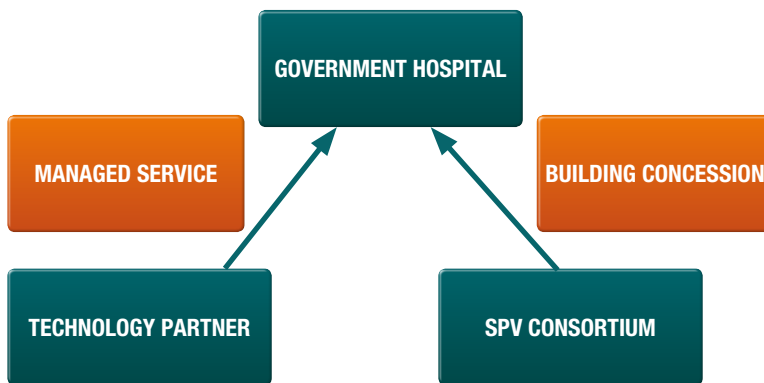 GOVERNMENT HOSPITAL
MANAGED SERVICE
BUILDING CONCESSION
TECHNOLOGY PARTNER
SPV CONSORTIUM